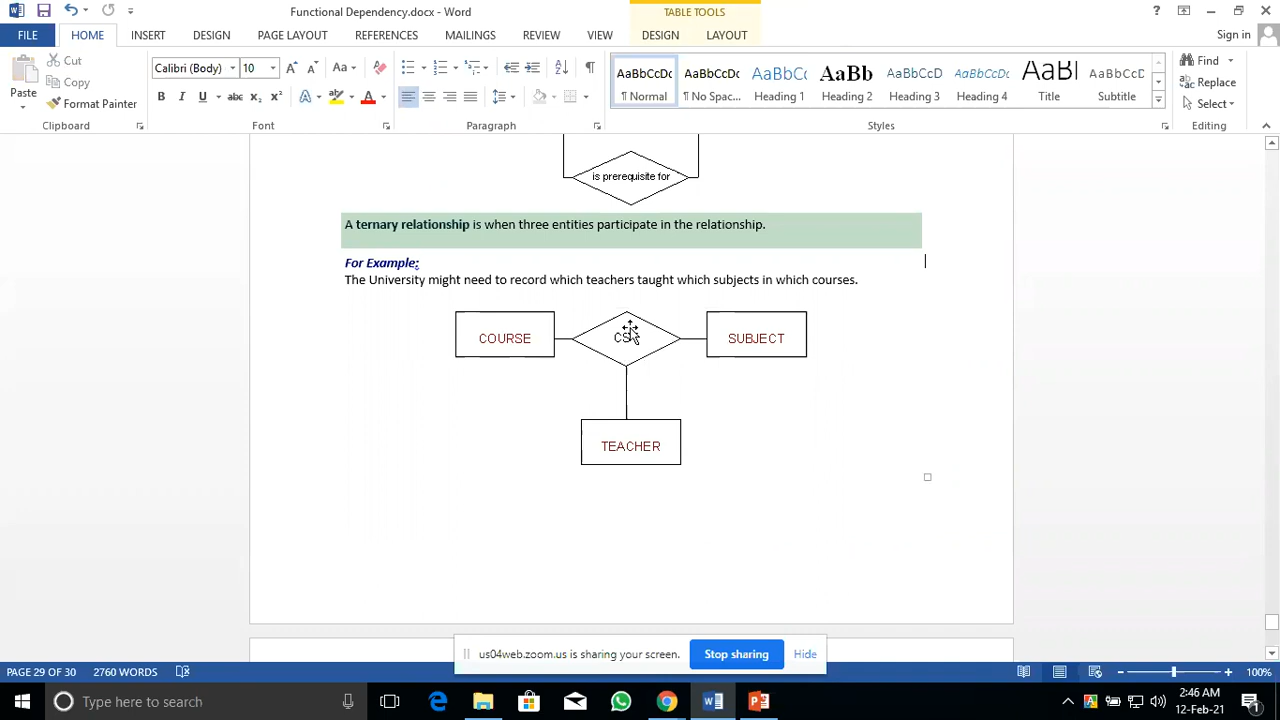 Functional Dependency.docx - Word
TABLE TOOLS
?
FILE HOME INSERT DESIGN PAGE LAYOUT REFERENCES MAILINGS REVIEW VIEW DESIGN LAYOUT Sign in
Paste
Cut
Copy
Format Painter
Calibri (Body) 10
AaBbCcDc AaBbCcDc AaBbCc AaBb AaBbCcD AaBbCcD AaBl AaBbCcD
¶ Normal ¶ No Spac... Heading 1 Heading 2 Heading 3 Heading 4 Title Subtitle
Find
Replace
Select
Clipboard Font Paragraph Styles Editing
is prerequisite for
A ternary relationship is when three entities participate in the relationship.
For Example:
The University might need to record which teachers taught which subjects in which courses.
COURSE
SUBJECT
TEACHER
us04web.zoom.us is sharing your screen. Stop sharing Hide
PAGE 29 OF 30 2760 WORDS 100%
Type here to search
2:46 AM
12-Feb-21